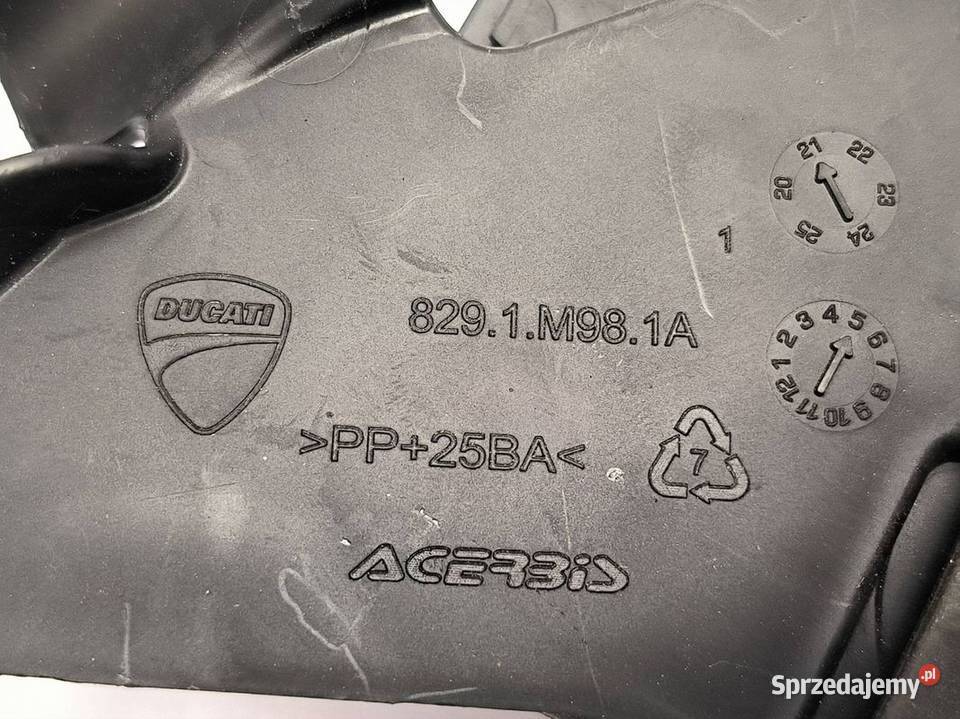 20 21 22 23 24 25
1
DUCATI
829.1.M98.1A
1 2 3 4 5 6 7 8 9 10 11 12
>PP+25BA<
7
ACERBIS
Sprzedajemy.pl